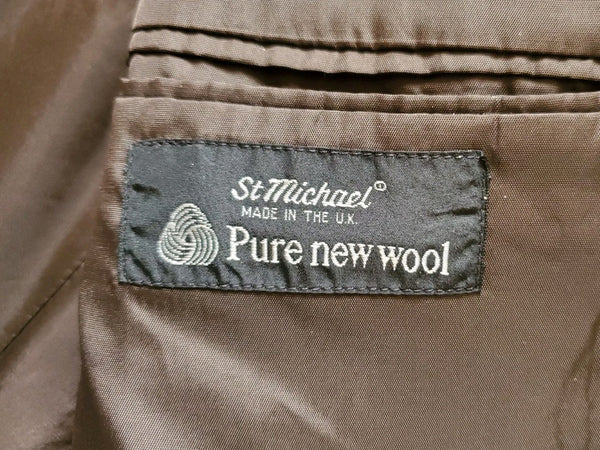 St Michael®
MADE IN THE U.K.
Pure new wool